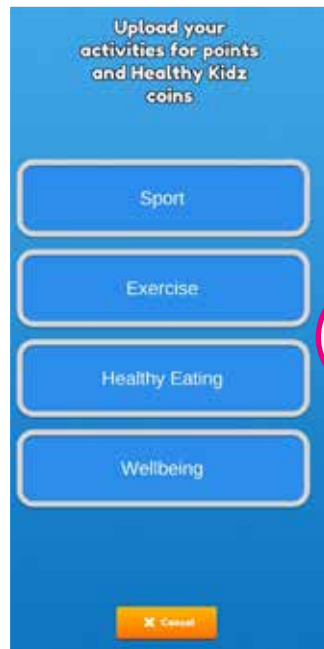 Upload your
activities for points
and Healthy Kidz
coins
Sport
Exercise
Healthy Eating
Wellbeing
✖ Cancel